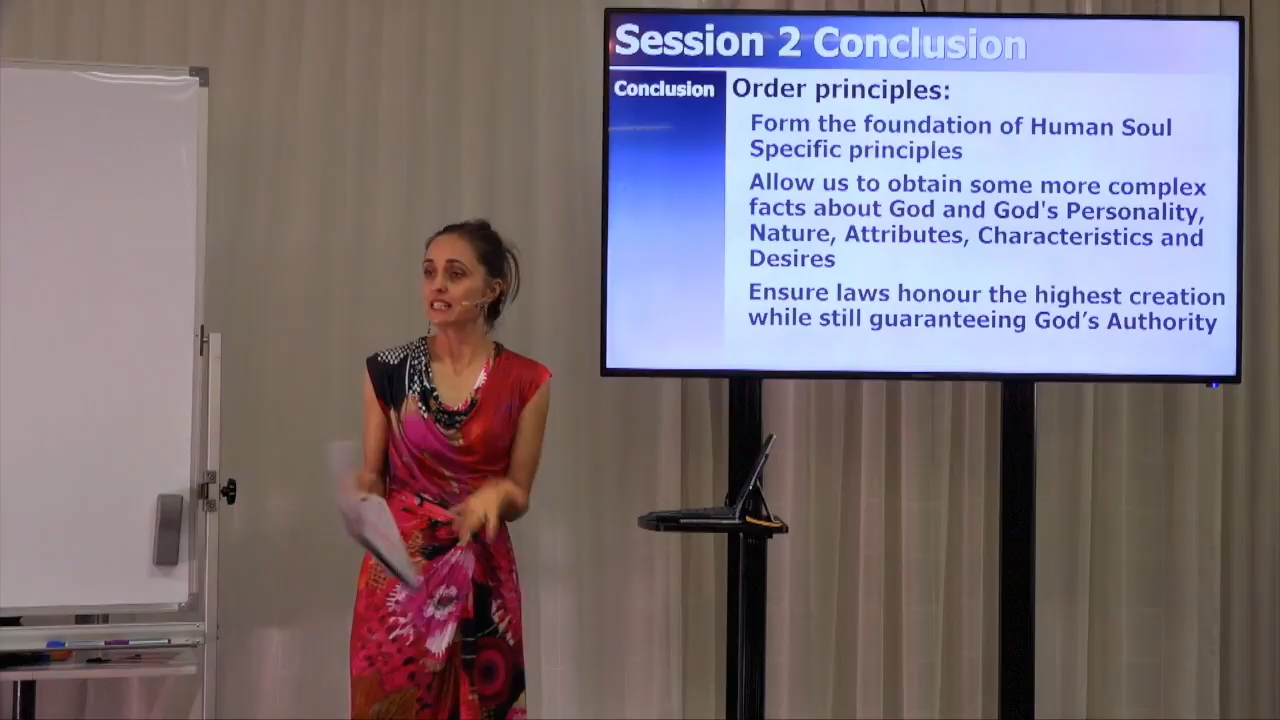 Session 2 Conclusion
Conclusion
Order principles:
Form the foundation of Human Soul
Specific principles
Allow us to obtain some more complex
facts about God and God's Personality,
Nature, Attributes, Characteristics and
Desires
Ensure laws honour the highest creation
while still guaranteeing God’s Authority